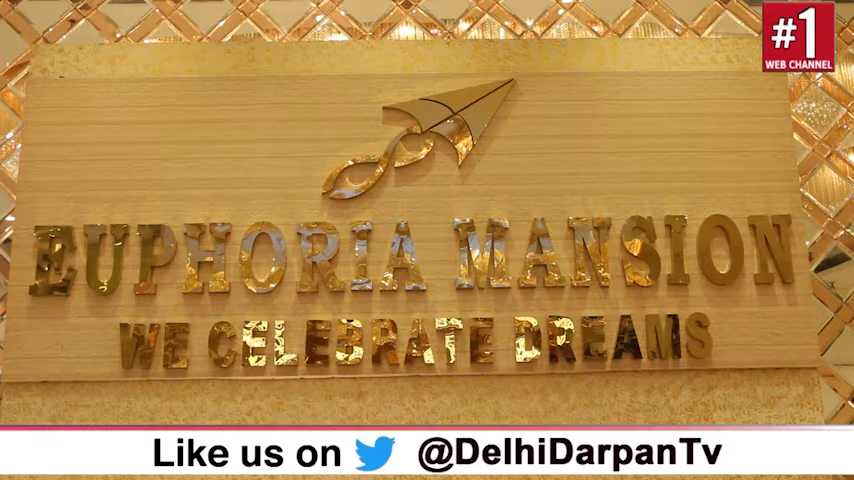 #1
WEB CHANNEL
EUPHORIA MANSION
WE CELEBRATE DREAMS
Like us on @DelhiDarpanTv